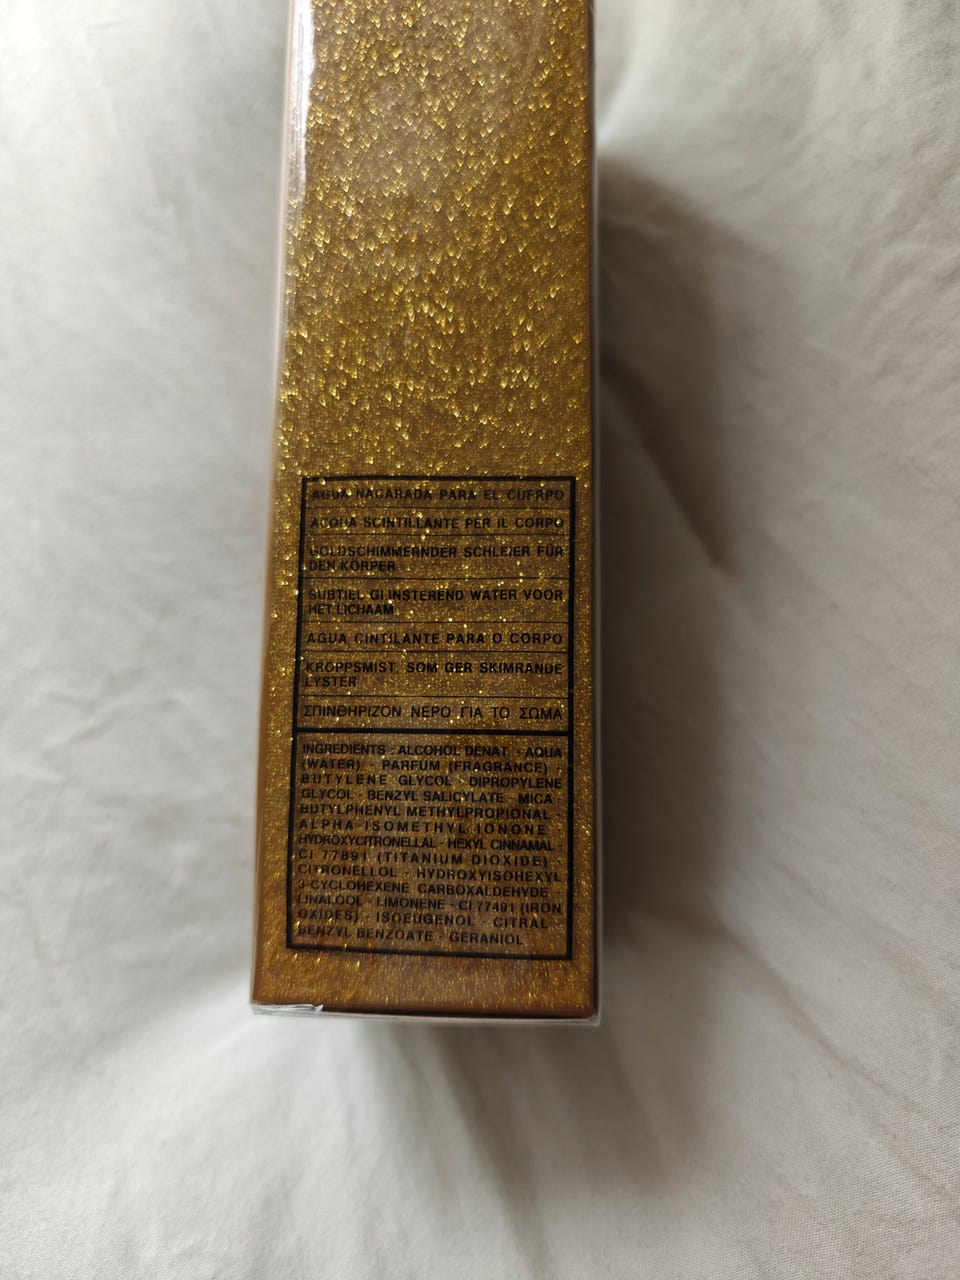 AGUA NACARADA PARA EL CUERPO
ACQUA SCINTILLANTE PER IL CORPO
GOLDSCHIMMERNDER SCHLEIER FÜR
DEN KÖRPER
SUBTIEL GLINSTEREND WATER VOOR
HET LICHAAM
AGUA CINTILANTE PARA O CORPO
KROPPSMIST, SOM GER SKIMRANDE
LYSTER
ΣΠΙΝΘΗΡΙΖΟΝ ΝΕΡΟ ΓΙΑ ΤΟ ΣΩΜΑ
INGREDIENTS : ALCOHOL DENAT - AQUA
(WATER) - PARFUM (FRAGRANCE) -
BUTYLENE GLYCOL - DIPROPYLENE
GLYCOL - BENZYL SALICYLATE - MICA -
BUTYLPHENYL METHYLPROPIONAL -
ALPHA-ISOMETHYL IONONE
HYDROXYCITRONELLAL - HEXYL CINNAMAL -
CI 77891 (TITANIUM DIOXIDE) -
CITRONELLOL - HYDROXYISOHEXYL
3-CYCLOHEXENE CARBOXALDEHYDE -
LINALOOL - LIMONENE - CI 77491 (IRON
OXIDES) - ISOEUGENOL - CITRAL -
BENZYL BENZOATE - GERANIOL